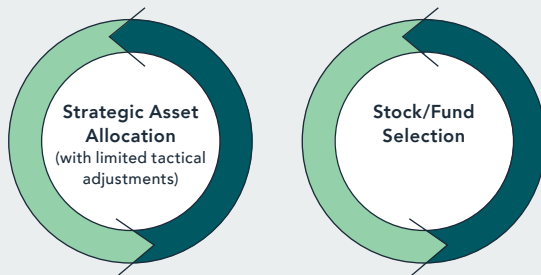 Strategic Asset
Allocation
(with limited tactical
adjustments)
Stock/Fund
Selection